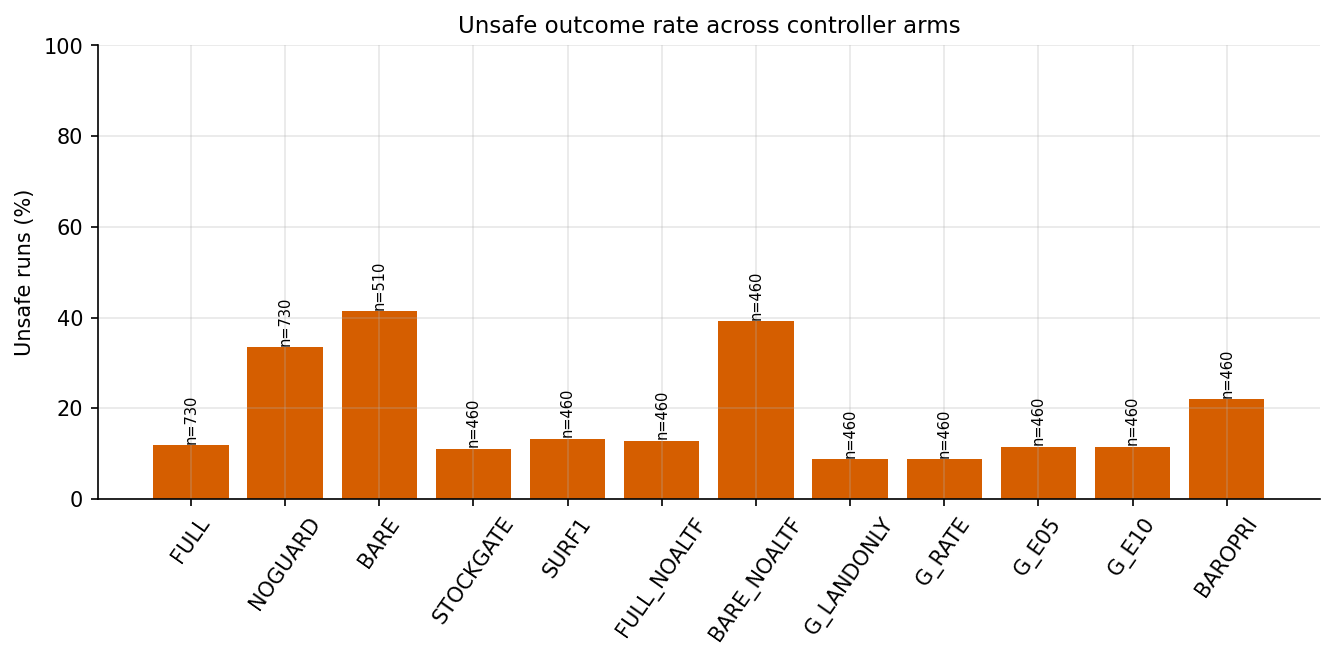 Unsafe outcome rate across controller arms
Unsafe runs (%)
100
80
60
40
20
0
n=730
n=730
n=510
n=460
n=460
n=460
n=460
n=460
n=460
n=460
n=460
n=460
FULL
NOGUARD
BARE
STOCKGATE
SURF1
FULL_NOALTF
BARE_NOALTF
G_LANDONLY
G_RATE
G_E05
G_E10
BAROPRI